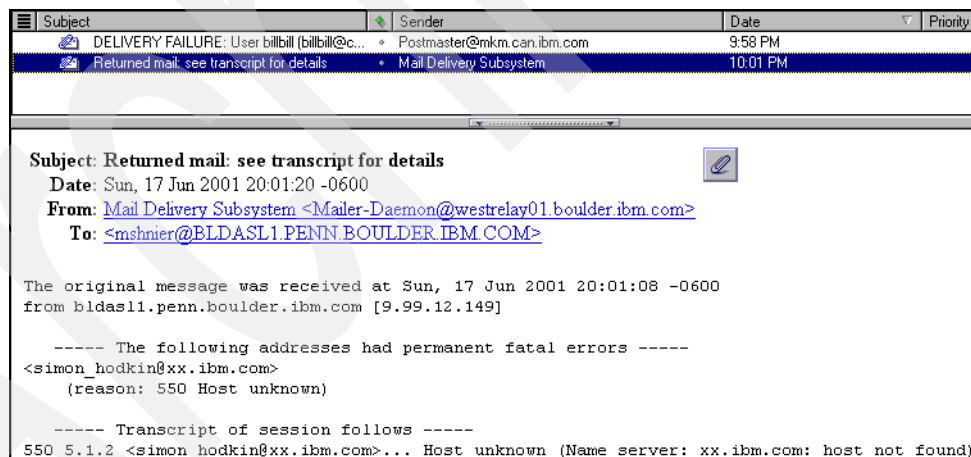 Subject Sender Date Priority
DELIVERY FAILURE: User billbill (billbill@c... Postmaster@mkm.can.ibm.com 9:58 PM
Returned mail: see transcript for details Mail Delivery Subsystem 10:01 PM
Subject: Returned mail: see transcript for details
Date: Sun, 17 Jun 2001 20:01:20 -0600
From: Mail Delivery Subsystem <Mailer-Daemon@westrelay01.boulder.ibm.com>
To: <mshnier@BLDASL1.PENN.BOULDER.IBM.COM>
The original message was received at Sun, 17 Jun 2001 20:01:08 -0600
from bldasl1.penn.boulder.ibm.com [9.99.12.149]
----- The following addresses had permanent fatal errors -----
<simon_hodkin@xx.ibm.com>
(reason: 550 Host unknown)
----- Transcript of session follows -----
550 5.1.2 <simon_hodkin@xx.ibm.com>... Host unknown (Name server: xx.ibm.com: host not found)